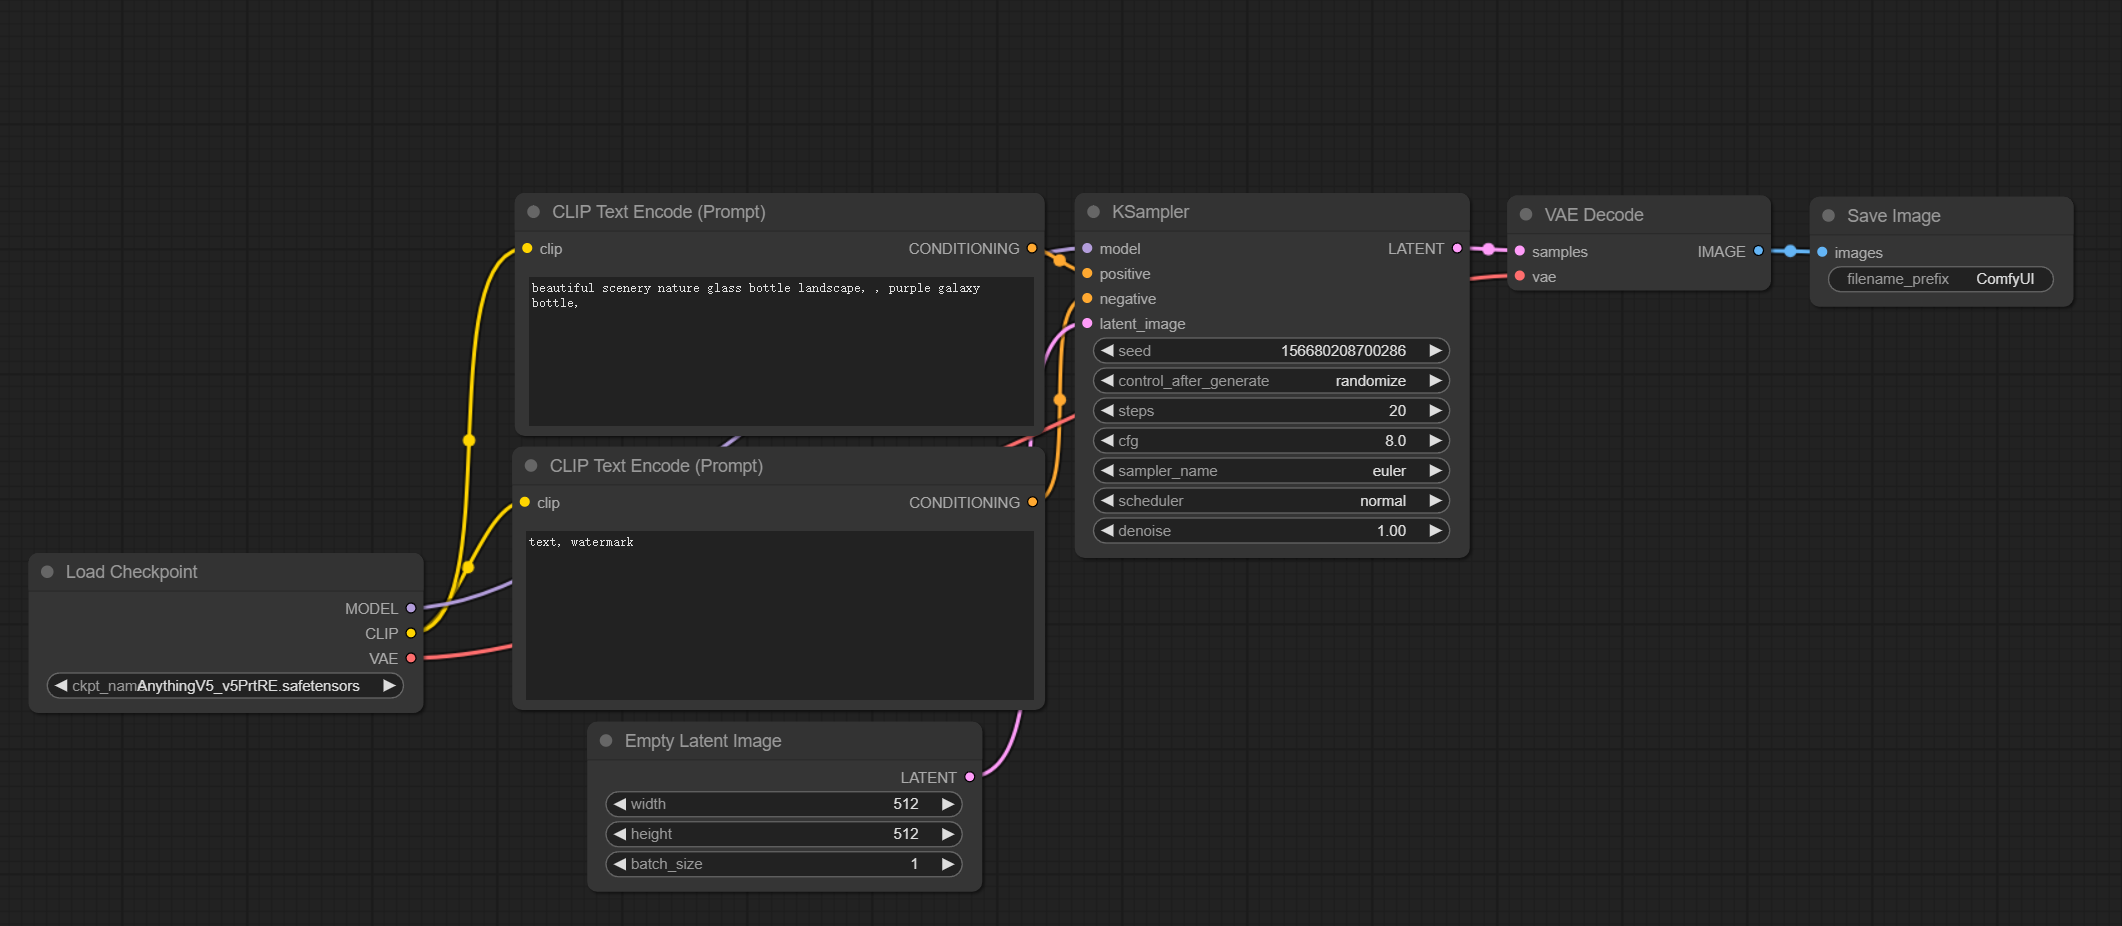 Load Checkpoint
MODEL
CLIP
VAE
ckpt_nam AnythingV5_v5PrtRE.safetensors
CLIP Text Encode (Prompt)
clip CONDITIONING
beautiful scenery nature glass bottle landscape, , purple galaxy
bottle,
CLIP Text Encode (Prompt)
clip CONDITIONING
text, watermark
Empty Latent Image
LATENT
width 512
height 512
batch_size 1
KSampler
model LATENT
positive
negative
latent_image
seed 156680208700286
control_after_generate randomize
steps 20
cfg 8.0
sampler_name euler
scheduler normal
denoise 1.00
VAE Decode
samples IMAGE
vae
Save Image
images
filename_prefix ComfyUI